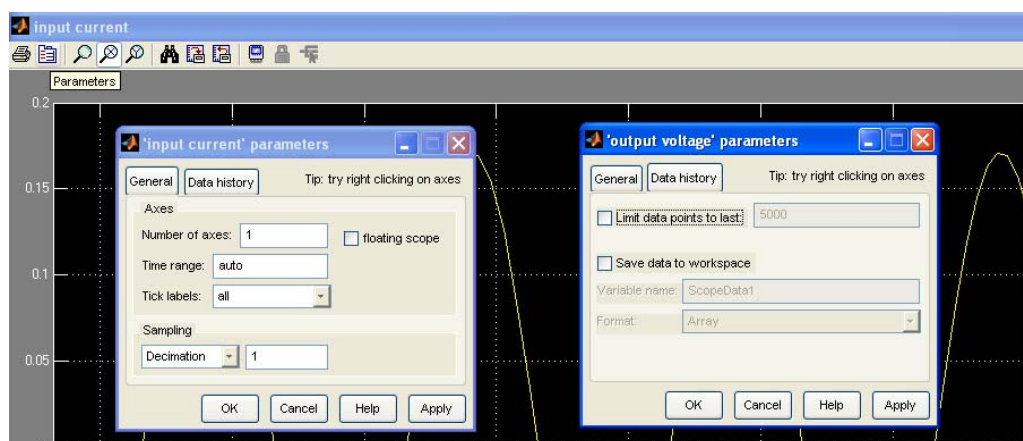 input current
Parameters
0.2
0.15
0.1
0.05
'input current' parameters
General Data history Tip: try right clicking on axes
Axes
Number of axes: 1 floating scope
Time range: auto
Tick labels: all
Sampling
Decimation 1
OK Cancel Help Apply
'output voltage' parameters
General Data history Tip: try right clicking on axes
Limit data points to last: 5000
Save data to workspace
Variable name: ScopeData1
Format: Array
OK Cancel Help Apply